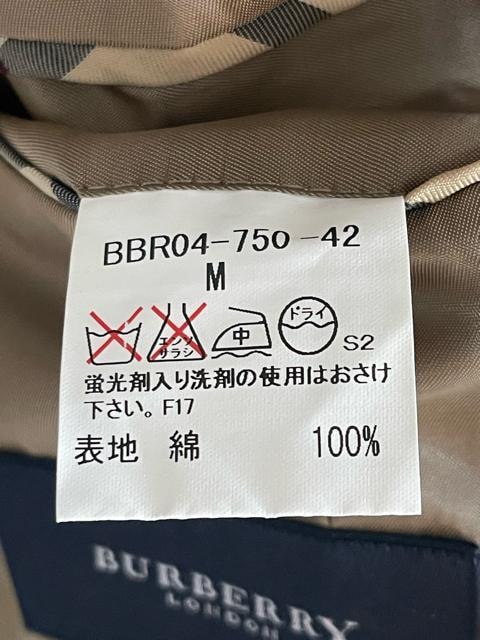 BBR04-750-42
M
エンソ
サラシ
中
ドライ
S2
蛍光剤入り洗剤の使用はおさけ
下さい。F17
表地 綿 100%
BURBERRY
LONDON